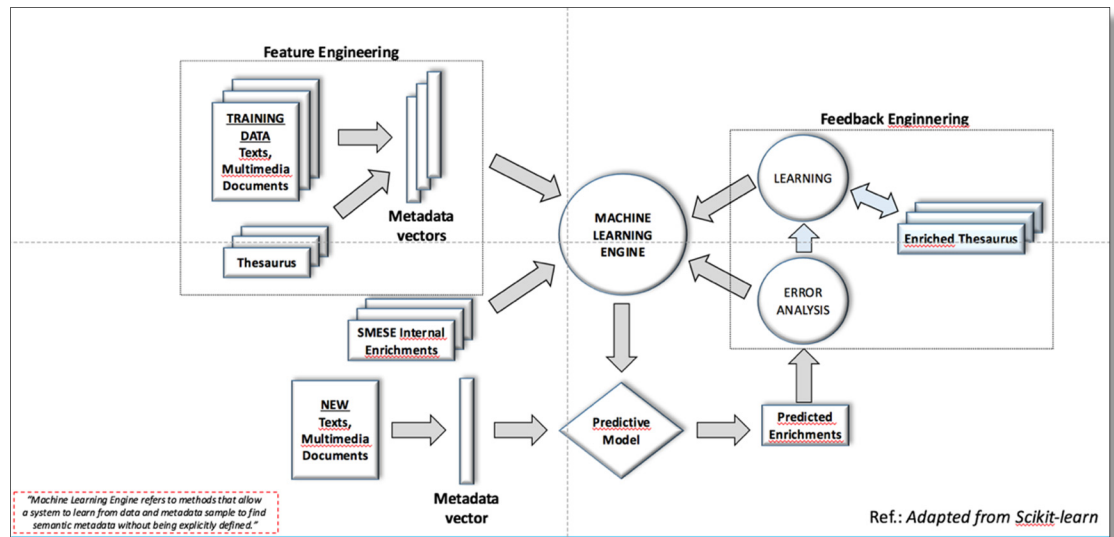 Feature Engineering
TRAINING
DATA
Texts,
Multimedia
Documents
Metadata
vectors
Thesaurus
SMESE Internal
Enrichments
NEW
Texts,
Multimedia
Documents
Metadata
vector
MACHINE
LEARNING
ENGINE
Predictive
Model
Predicted
Enrichments
Feedback Enginnering
LEARNING
Enriched Thesaurus
ERROR
ANALYSIS
"Machine Learning Engine refers to methods that allow
a system to learn from data and metadata sample to find
semantic metadata without being explicitly defined."
Ref.: Adapted from Scikit-learn